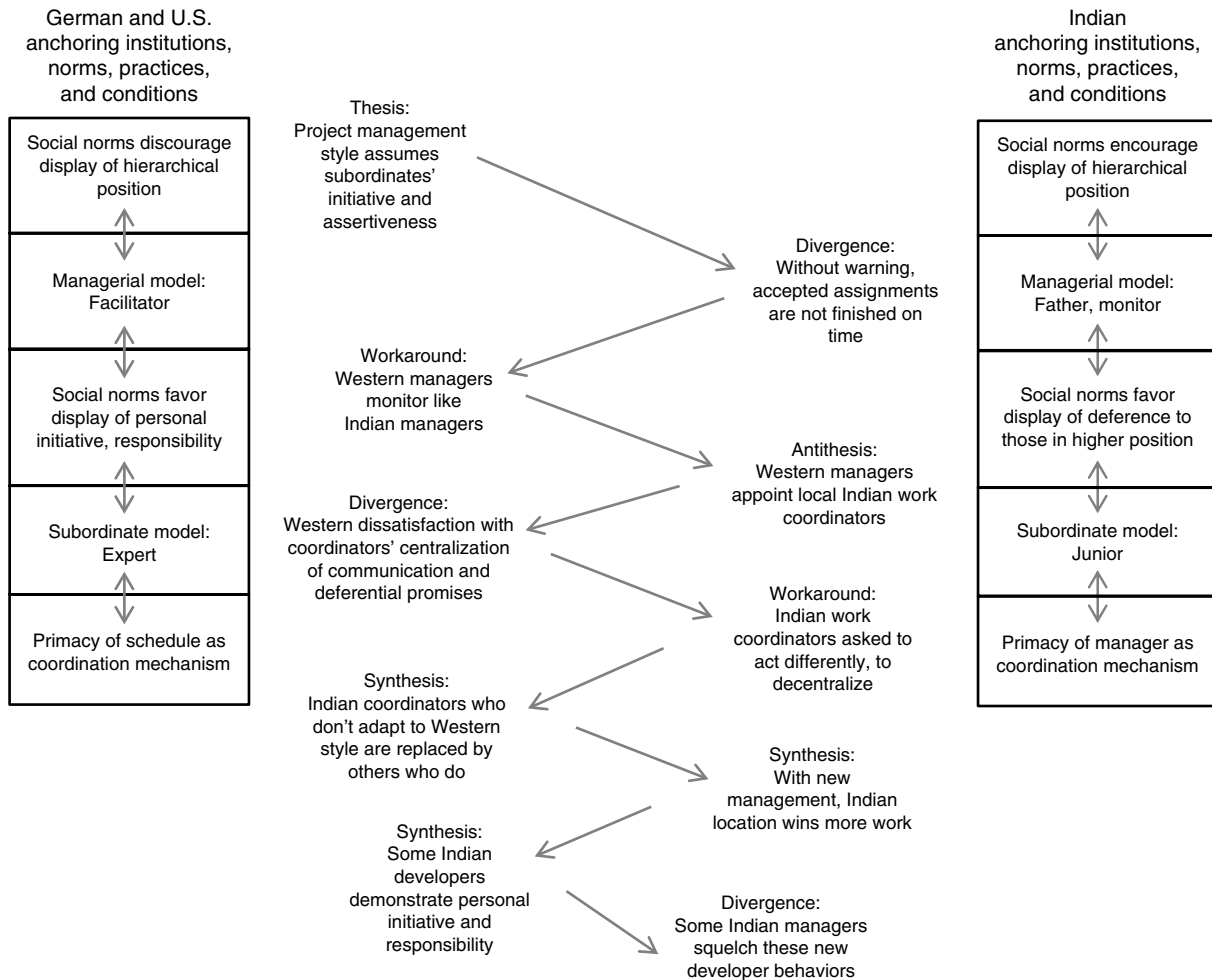 German and U.S.
anchoring institutions,
norms, practices,
and conditions
Social norms discourage
display of hierarchical
position
Managerial model:
Facilitator
Social norms favor
display of personal
initiative, responsibility
Subordinate model:
Expert
Primacy of schedule as
coordination mechanism
Thesis:
Project management
style assumes
subordinates’
initiative and
assertiveness
Divergence:
Without warning,
accepted assignments
are not finished on
time
Workaround:
Western managers
monitor like
Indian managers
Antithesis:
Western managers
appoint local Indian work
coordinators
Divergence:
Western dissatisfaction with
coordinators’ centralization
of communication and
deferential promises
Workaround:
Indian work
coordinators asked to
act differently, to
decentralize
Synthesis:
Indian coordinators who
don’t adapt to Western
style are replaced by
others who do
Synthesis:
With new
management, Indian
location wins more work
Synthesis:
Some Indian
developers
demonstrate personal
initiative and
responsibility
Divergence:
Some Indian managers
squelch these new
developer behaviors
Indian
anchoring institutions,
norms, practices,
and conditions
Social norms encourage
display of hierarchical
position
Managerial model:
Father, monitor
Social norms favor
display of deference to
those in higher position
Subordinate model:
Junior
Primacy of manager as
coordination mechanism